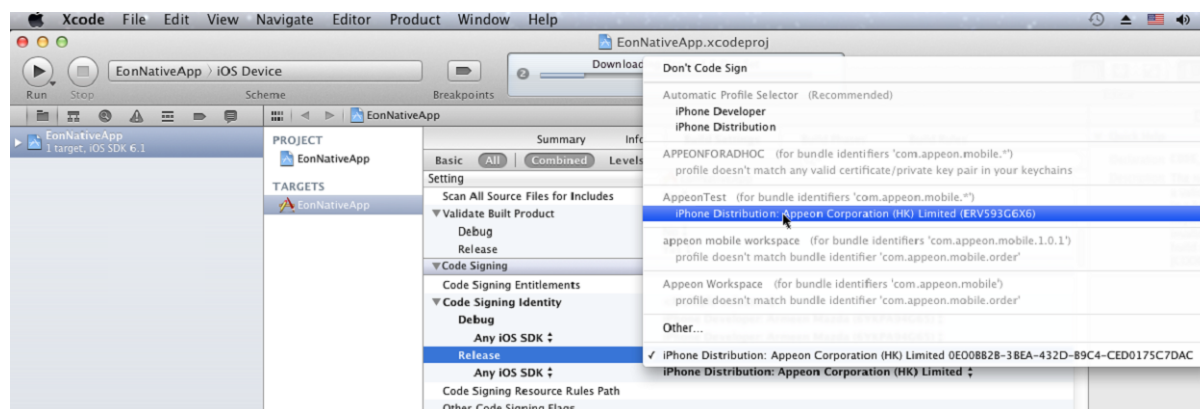 Xcode File Edit View Navigate Editor Product Window Help
EonNativeApp.xcodeproj
EonNativeApp iOS Device
2
Download
Run Stop Scheme Breakpoints
EonNativeApp
1 target, iOS SDK 6.1
EonNativeApp
PROJECT
EonNativeApp
TARGETS
EonNativeApp
Summary Info
Basic All Combined Levels
Setting
Scan All Source Files for Includes
Validate Built Product
Debug
Release
Code Signing
Code Signing Entitlements
Code Signing Identity
Debug
Any iOS SDK
Release
Any iOS SDK
iPhone Distribution: Appeon Corporation (HK) Limited
Code Signing Resource Rules Path
Other Code Signing Flags
Don't Code Sign
Automatic Profile Selector (Recommended)
iPhone Developer
iPhone Distribution
APPEONFORADHOC (for bundle identifiers 'com.appeon.mobile.*')
profile doesn't match any valid certificate/private key pair in your keychains
AppeonTest (for bundle identifiers 'com.appeon.mobile.*')
iPhone Distribution: Appeon Corporation (HK) Limited (ERV593G6X6)
appeon mobile workspace (for bundle identifiers 'com.appeon.mobile.1.0.1')
profile doesn't match bundle identifier 'com.appeon.mobile.order'
Appeon Workspace (for bundle identifiers 'com.appeon.mobile')
profile doesn't match bundle identifier 'com.appeon.mobile.order'
Other...
✓ iPhone Distribution: Appeon Corporation (HK) Limited 0E00BB2B-3BEA-432D-B9C4-CED0175C7DAC